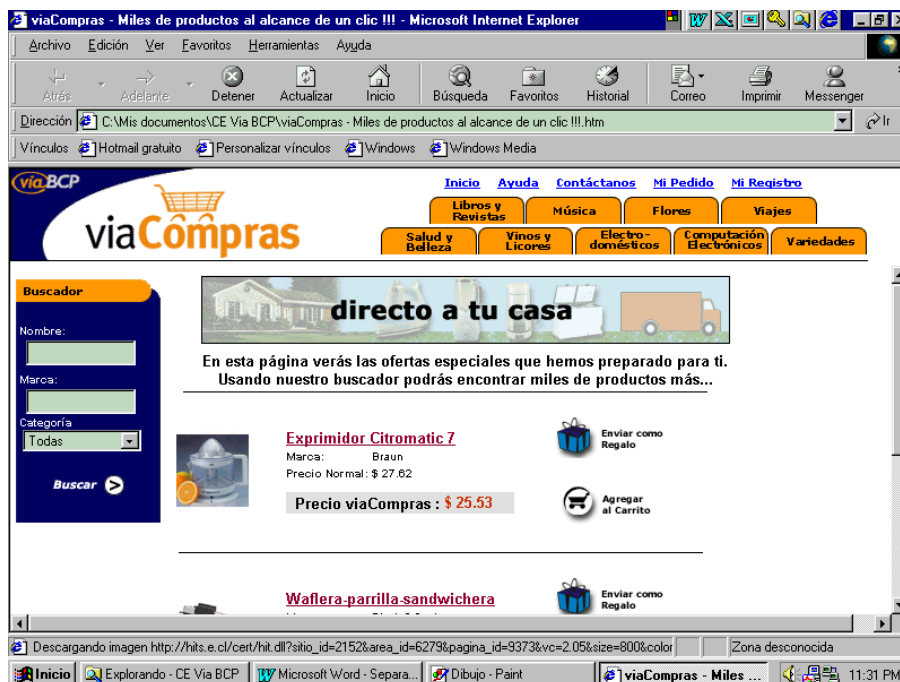 viaCompras - Miles de productos al alcance de un clic !!! - Microsoft Internet Explorer
Archivo Edición Ver Favoritos Herramientas Ayuda
Atrás Adelante Detener Actualizar Inicio Búsqueda Favoritos Historial Correo Imprimir Messenger
Dirección C:\Mis documentos\CE Via BCP\viaCompras - Miles de productos al alcance de un clic !!!.htm Ir
Vínculos Hotmail gratuito Personalizar vínculos Windows Windows Media
víaBCP
viaCompras
Inicio Ayuda Contáctanos Mi Pedido Mi Registro
Libros y Revistas Música Flores Viajes
Salud y Belleza Vinos y Licores Electro-domésticos Computación Electrónicos Variedades
Buscador
Nombre:
Marca:
Categoría
Todas
Buscar
directo a tu casa
En esta página verás las ofertas especiales que hemos preparado para ti.
Usando nuestro buscador podrás encontrar miles de productos más...
Exprimidor Citromatic 7
Marca: Braun
Precio Normal: $ 27.62
Precio viaCompras : $ 25.53
Enviar como
Regalo
Agregar
al Carrito
Waflera-parrilla-sandwichera
Enviar como
Regalo
Descargando imagen http://hits.e.cl/cert/hit.dll?sitio_id=2152&area_id=6279&pagina_id=9373&vc=2.05&size=800&color Zona desconocida
Inicio Explorando - CE Via BCP Microsoft Word - Separa... Dibujo - Paint viaCompras - Miles ... 11:31 PM